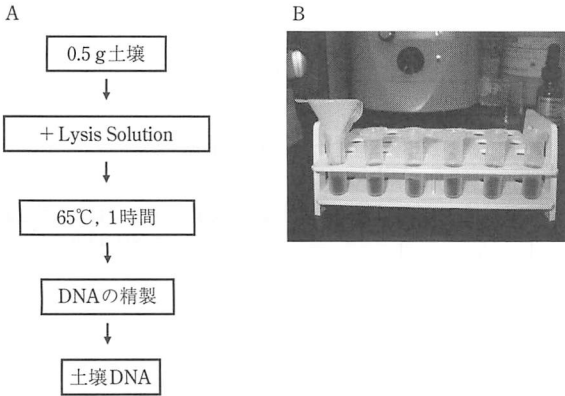 A
0.5 g土壌
+ Lysis Solution
65℃, 1時間
DNAの精製
土壌DNA
B